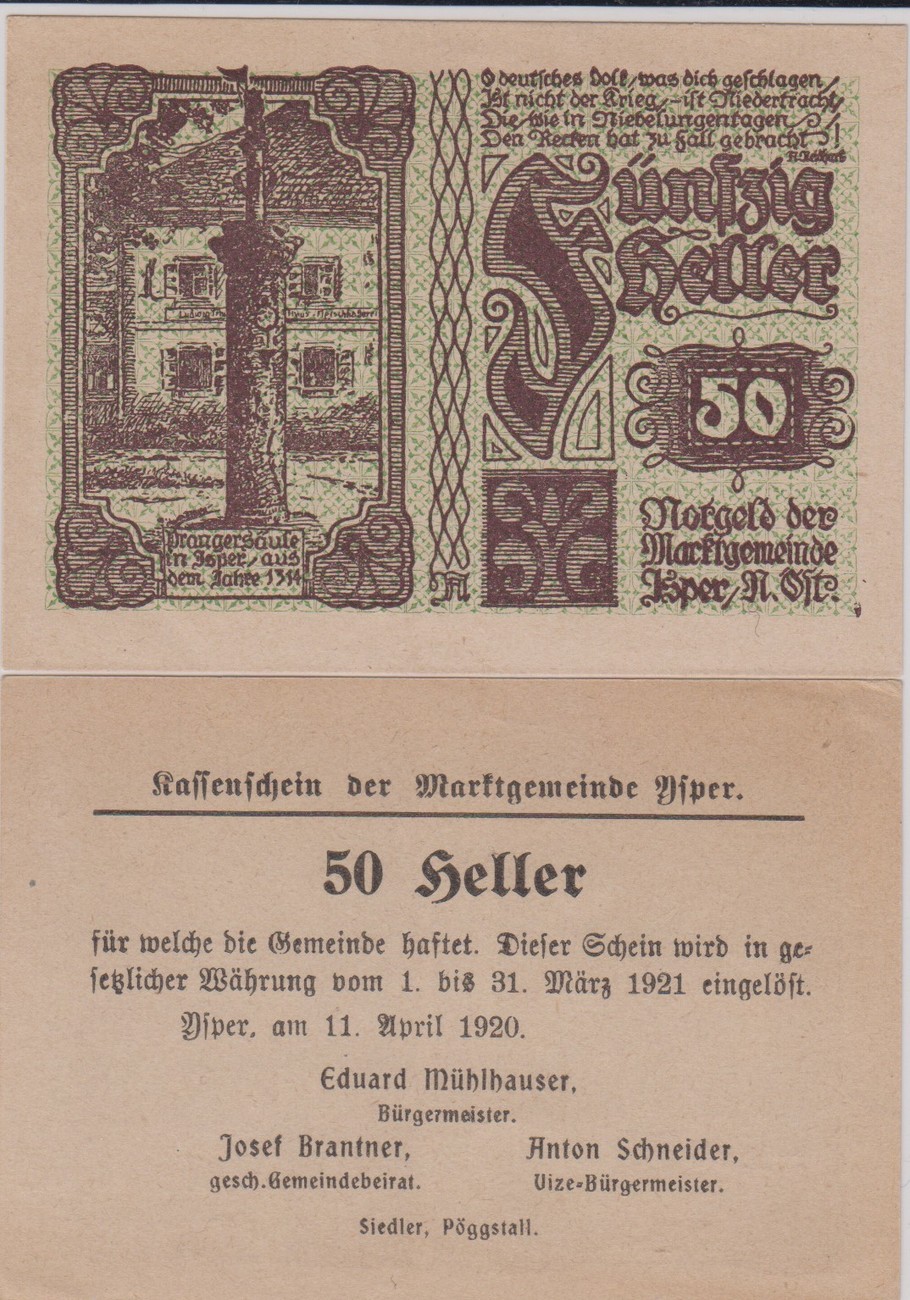 O deutsches Volk, was dich geschlagen,
Ist nicht der Krieg, – ist Niedertracht,
Die, wie in Niebelungentagen,
Den Recken hat zu Fall gebracht!
Fünfzig
Heller
50
Notgeld der
Marktgemeinde
Isper, N. Öst.
Ludwig
Prangersäule
in Isper, aus
dem Jahre 1314
A
Kassenschein der Marktgemeinde Ysper.
50 Heller
für welche die Gemeinde haftet. Dieser Schein wird in ge-
setzlicher Währung vom 1. bis 31. März 1921 eingelöst.
Ysper, am 11. April 1920.
Eduard Mühlhauser,
Bürgermeister.
Josef Brantner,
gesch. Gemeindebeirat.
Anton Schneider,
Vize-Bürgermeister.
Siedler, Pöggstall.